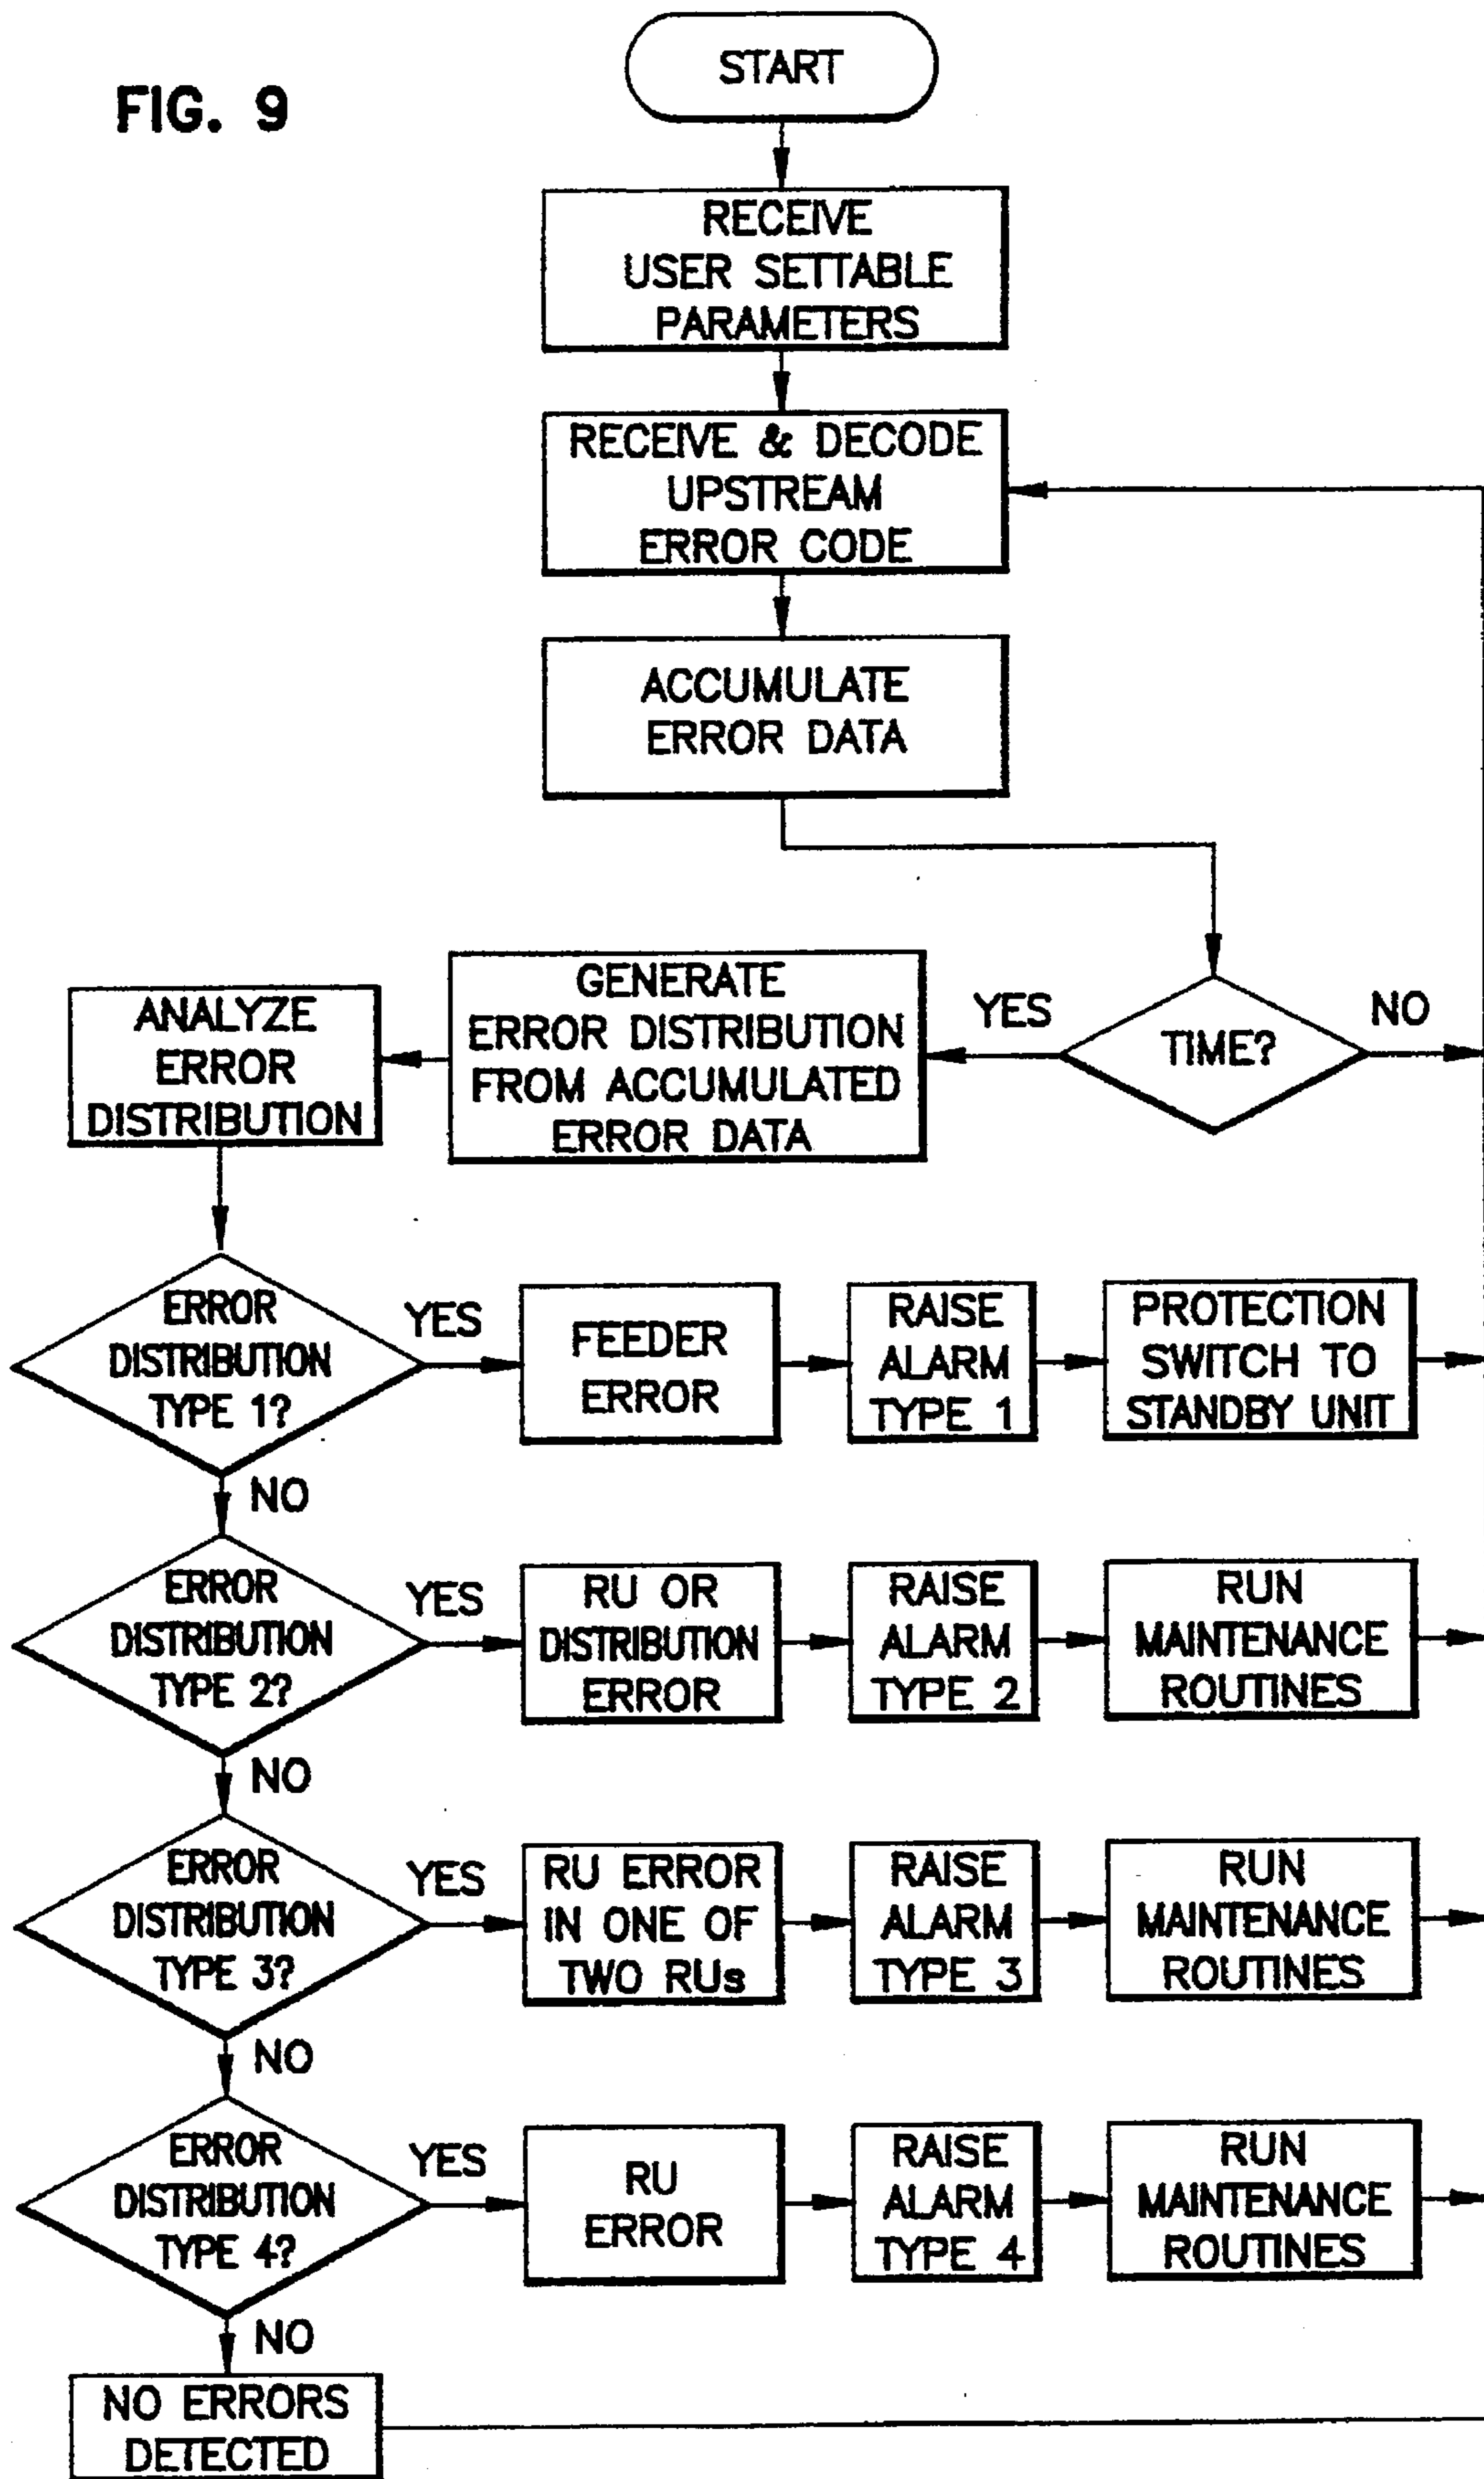 FIG. 9
START
RECEIVE
USER SETTABLE
PARAMETERS
RECEIVE & DECODE
UPSTREAM
ERROR CODE
ACCUMULATE
ERROR DATA
TIME?
YES
NO
GENERATE
ERROR DISTRIBUTION
FROM ACCUMULATED
ERROR DATA
ANALYZE
ERROR
DISTRIBUTION
ERROR
DISTRIBUTION
TYPE 1?
YES
FEEDER
ERROR
RAISE
ALARM
TYPE 1
PROTECTION
SWITCH TO
STANDBY UNIT
NO
ERROR
DISTRIBUTION
TYPE 2?
YES
RU OR
DISTRIBUTION
ERROR
RAISE
ALARM
TYPE 2
RUN
MAINTENANCE
ROUTINES
NO
ERROR
DISTRIBUTION
TYPE 3?
YES
RU ERROR
IN ONE OF
TWO RUs
RAISE
ALARM
TYPE 3
RUN
MAINTENANCE
ROUTINES
NO
ERROR
DISTRIBUTION
TYPE 4?
YES
RU
ERROR
RAISE
ALARM
TYPE 4
RUN
MAINTENANCE
ROUTINES
NO
NO ERRORS
DETECTED